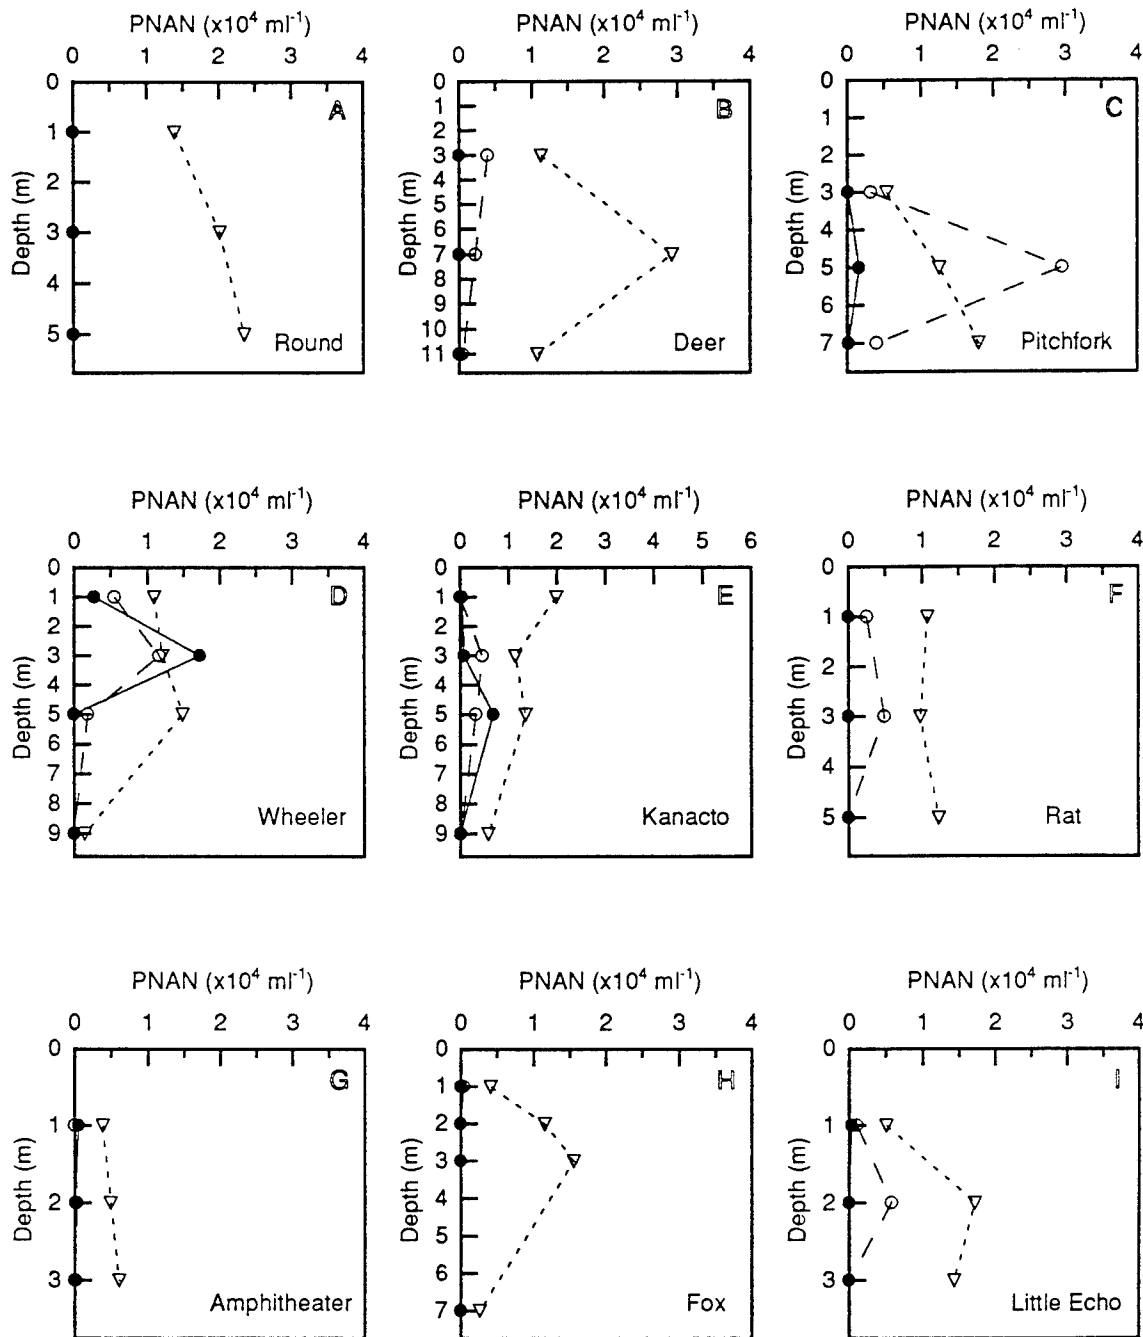 PNAN (x10⁴ ml⁻¹) PNAN (x10⁴ ml⁻¹) PNAN (x10⁴ ml⁻¹)
0 1 2 3 4 0 1 2 3 4 0 1 2 3 4
Depth (m)
0
1
2
3
4
5
A
Round
Depth (m)
0
1
2
3
4
5
6
7
8
9
10
11
B
Deer
Depth (m)
0
1
2
3
4
5
6
7
C
Pitchfork
PNAN (x10⁴ ml⁻¹) PNAN (x10⁴ ml⁻¹) PNAN (x10⁴ ml⁻¹)
0 1 2 3 4 0 1 2 3 4 5 6 0 1 2 3 4
Depth (m)
0
1
2
3
4
5
6
7
8
9
D
Wheeler
Depth (m)
0
1
2
3
4
5
6
7
8
9
E
Kanacto
Depth (m)
0
1
2
3
4
5
F
Rat
PNAN (x10⁴ ml⁻¹) PNAN (x10⁴ ml⁻¹) PNAN (x10⁴ ml⁻¹)
0 1 2 3 4 0 1 2 3 4 0 1 2 3 4
Depth (m)
0
1
2
3
G
Amphitheater
Depth (m)
0
1
2
3
4
5
6
7
H
Fox
Depth (m)
0
1
2
3
I
Little Echo